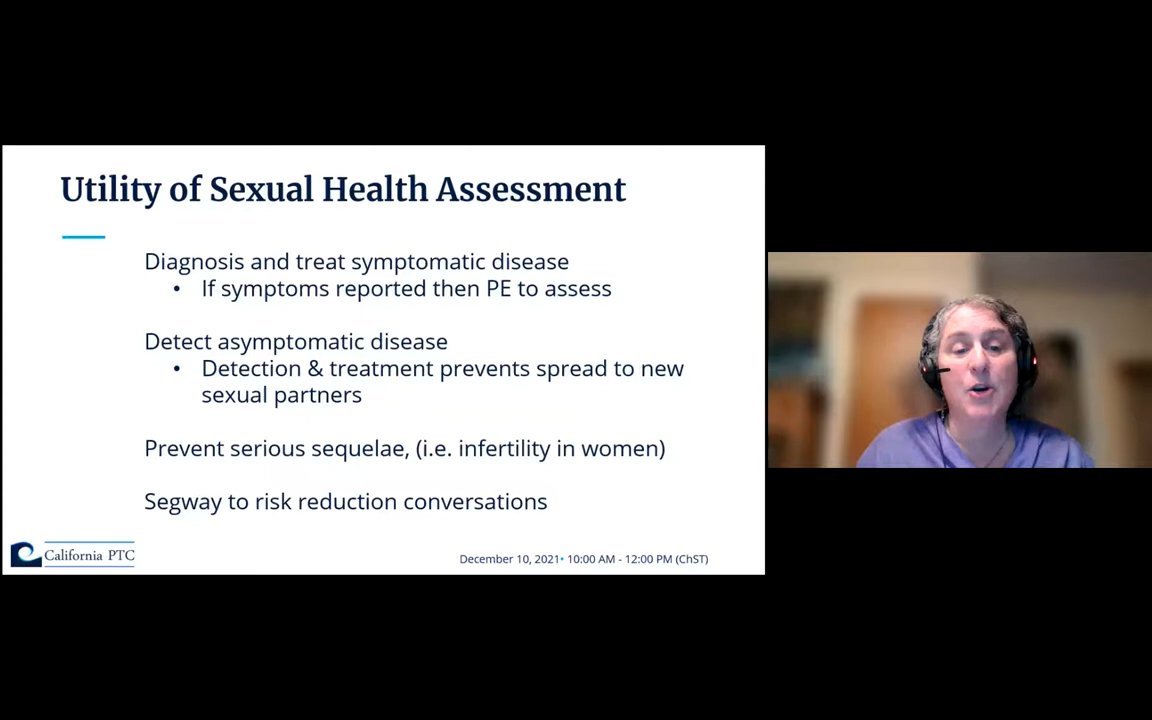 Utility of Sexual Health Assessment
Diagnosis and treat symptomatic disease
• If symptoms reported then PE to assess
Detect asymptomatic disease
• Detection & treatment prevents spread to new
sexual partners
Prevent serious sequelae, (i.e. infertility in women)
Segway to risk reduction conversations
California PTC
December 10, 2021• 10:00 AM - 12:00 PM (ChST)